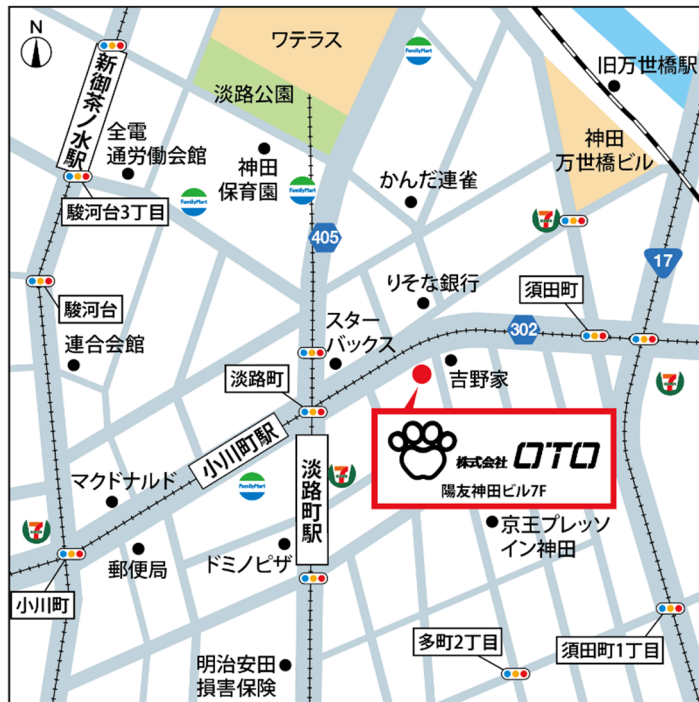 N
ワテラス
新御茶ノ水駅
FamilyMart
旧万世橋駅
淡路公園
全電
通労働会館
神田
保育園
神田
万世橋ビル
FamilyMart
FamilyMart
かんだ連雀
駿河台3丁目
7
405
17
りそな銀行
須田町
駿河台
スター
バックス
302
連合会館
吉野家
淡路町
7
小川町駅
株式会社 OTO
陽友神田ビル7F
淡路町駅
マクドナルド
FamilyMart
7
7
京王プレッソ
イン神田
郵便局
ドミノピザ
小川町
多町2丁目
須田町1丁目
明治安田
損害保険